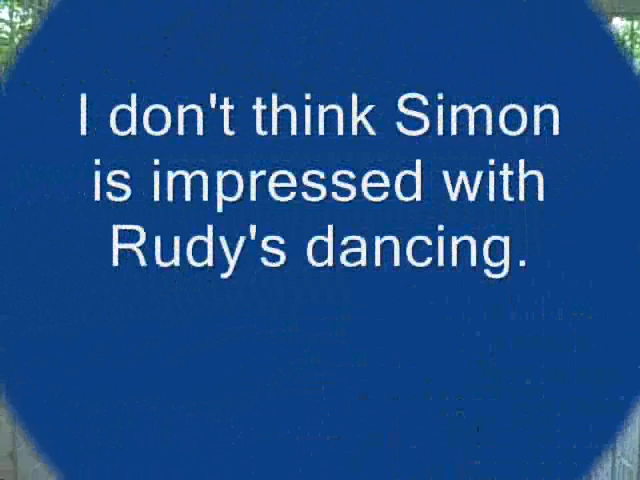 I don't think Simon
is impressed with
Rudy's dancing.